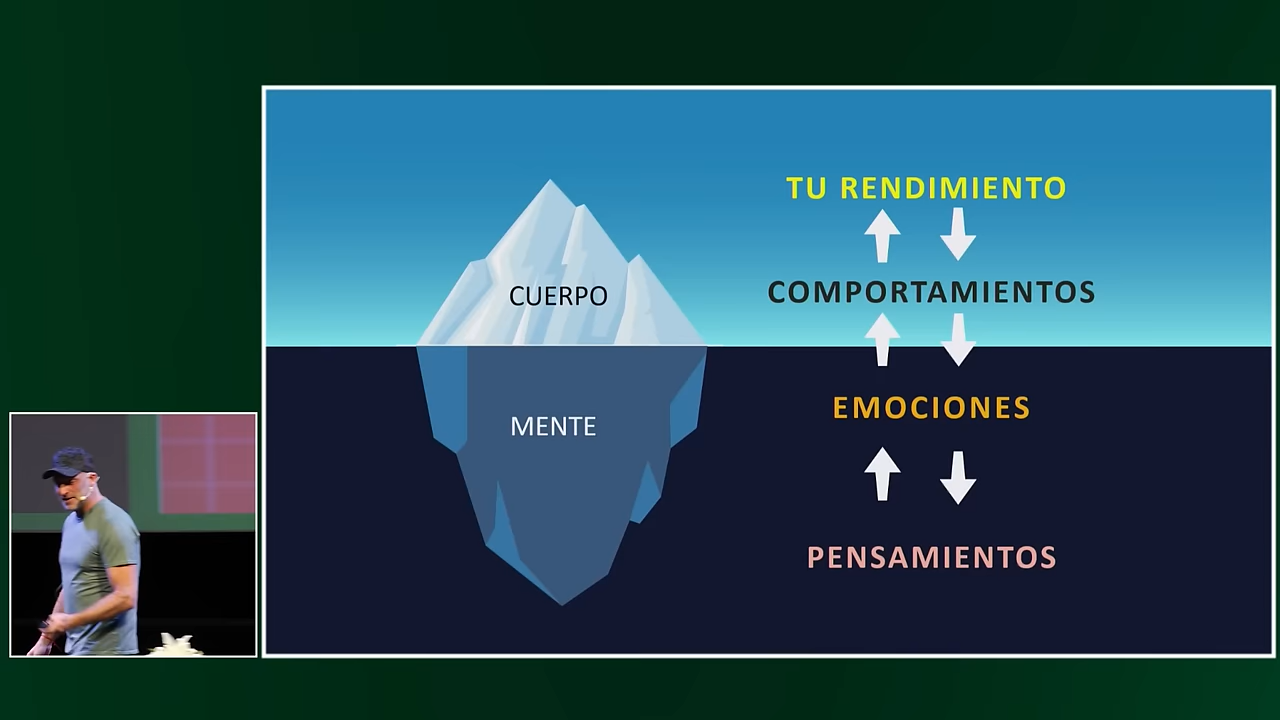 TU RENDIMIENTO
CUERPO
COMPORTAMIENTOS
MENTE
EMOCIONES
PENSAMIENTOS